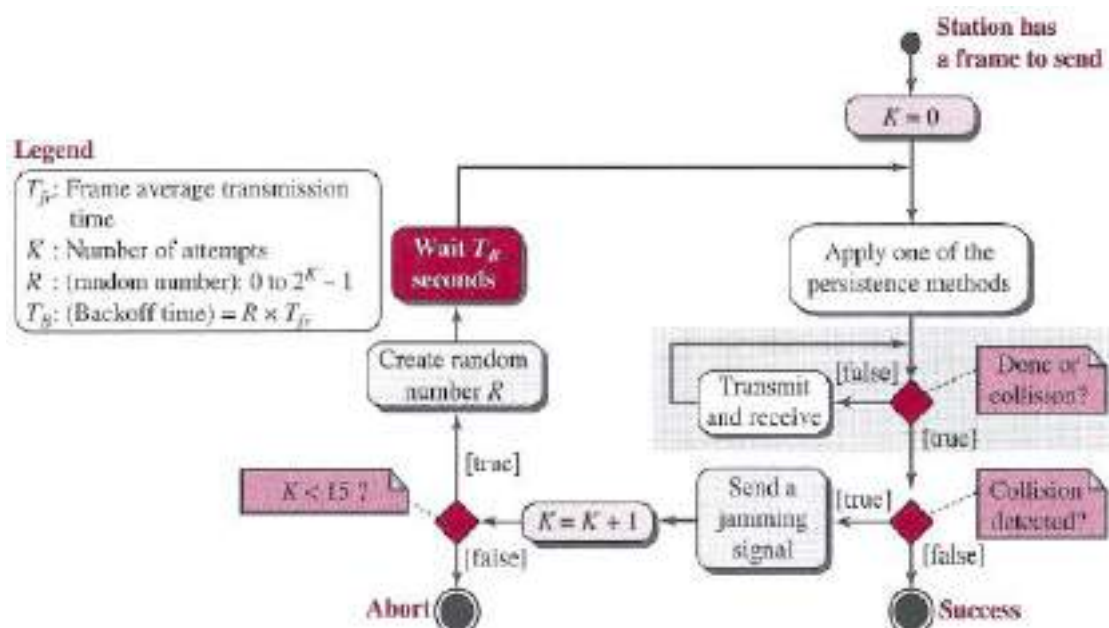 Station has
a frame to send
K = 0
Legend
T_fr: Frame average transmission
time
K : Number of attempts
R : (random number): 0 to 2^K – 1
T_B: (Backoff time) = R × T_fr
Wait T_B
seconds
Apply one of the
persistence methods
Create random
number R
Transmit
and receive
[false]
Done or
collision?
[true]
[true]
K < 15 ?
Send a
jamming
signal
[true]
Collision
detected?
K = K + 1
[false]
[false]
Abort
Success